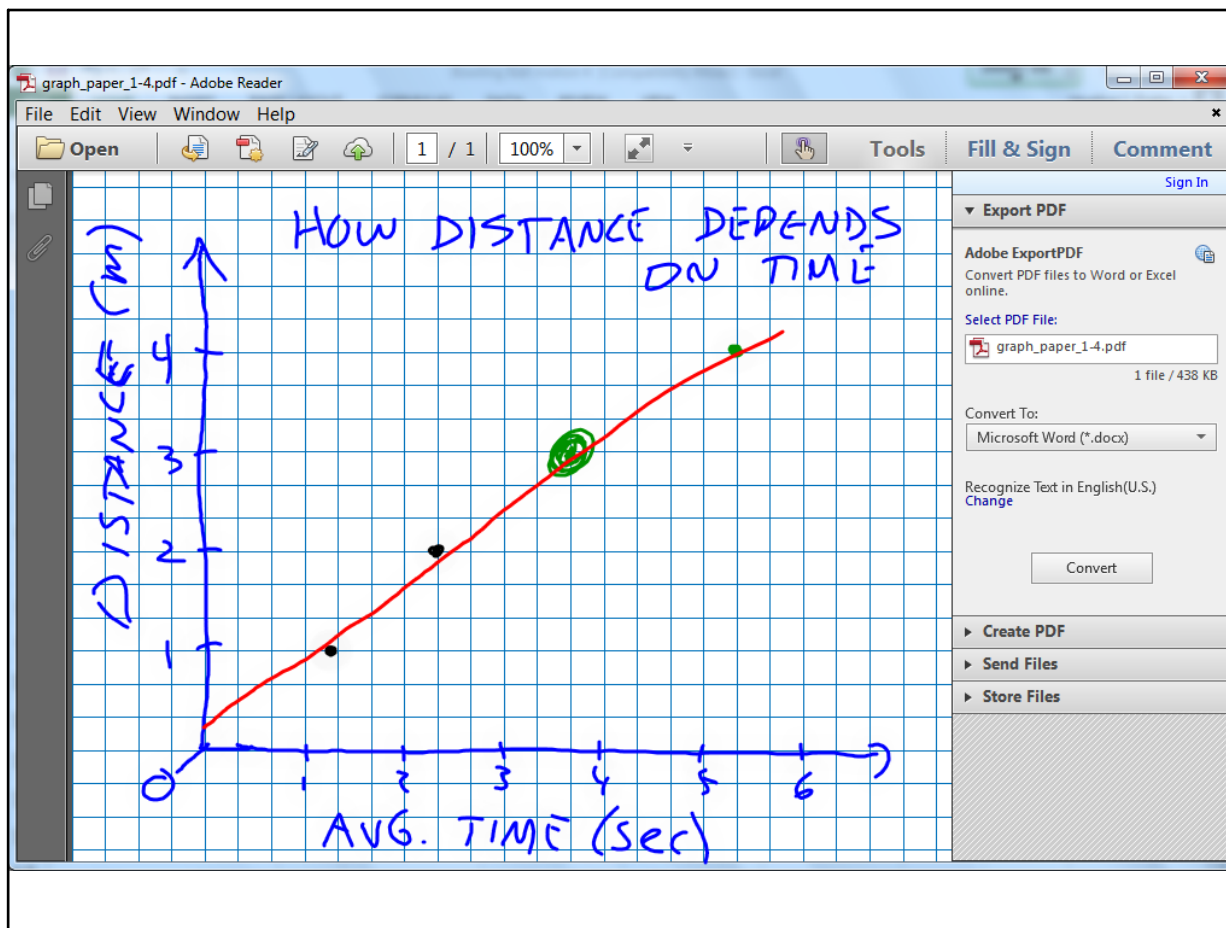 graph_paper_1-4.pdf - Adobe Reader
File Edit View Window Help
Open 1 / 1 100% Tools Fill & Sign Comment
Sign In
Export PDF
Adobe ExportPDF
Convert PDF files to Word or Excel
online.
Select PDF File:
graph_paper_1-4.pdf
1 file / 438 KB
Convert To:
Microsoft Word (*.docx)
Recognize Text in English(U.S.)
Change
Convert
Create PDF
Send Files
Store Files
HOW DISTANCE DEPENDS
ON TIME
DISTANCE (m)
4
3
2
1
0
1 2 3 4 5 6
AVG. TIME (sec)